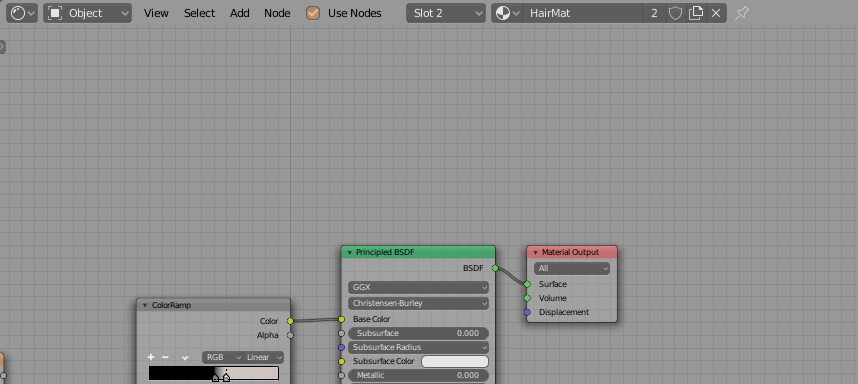 Object View Select Add Node Use Nodes Slot 2 HairMat 2
Principled BSDF Material Output
BSDF All
GGX Surface
Christensen-Burley Volume
ColorRamp Displacement
Color Base Color
Alpha Subsurface 0.000
Subsurface Radius
RGB Linear Subsurface Color
Metallic 0.000